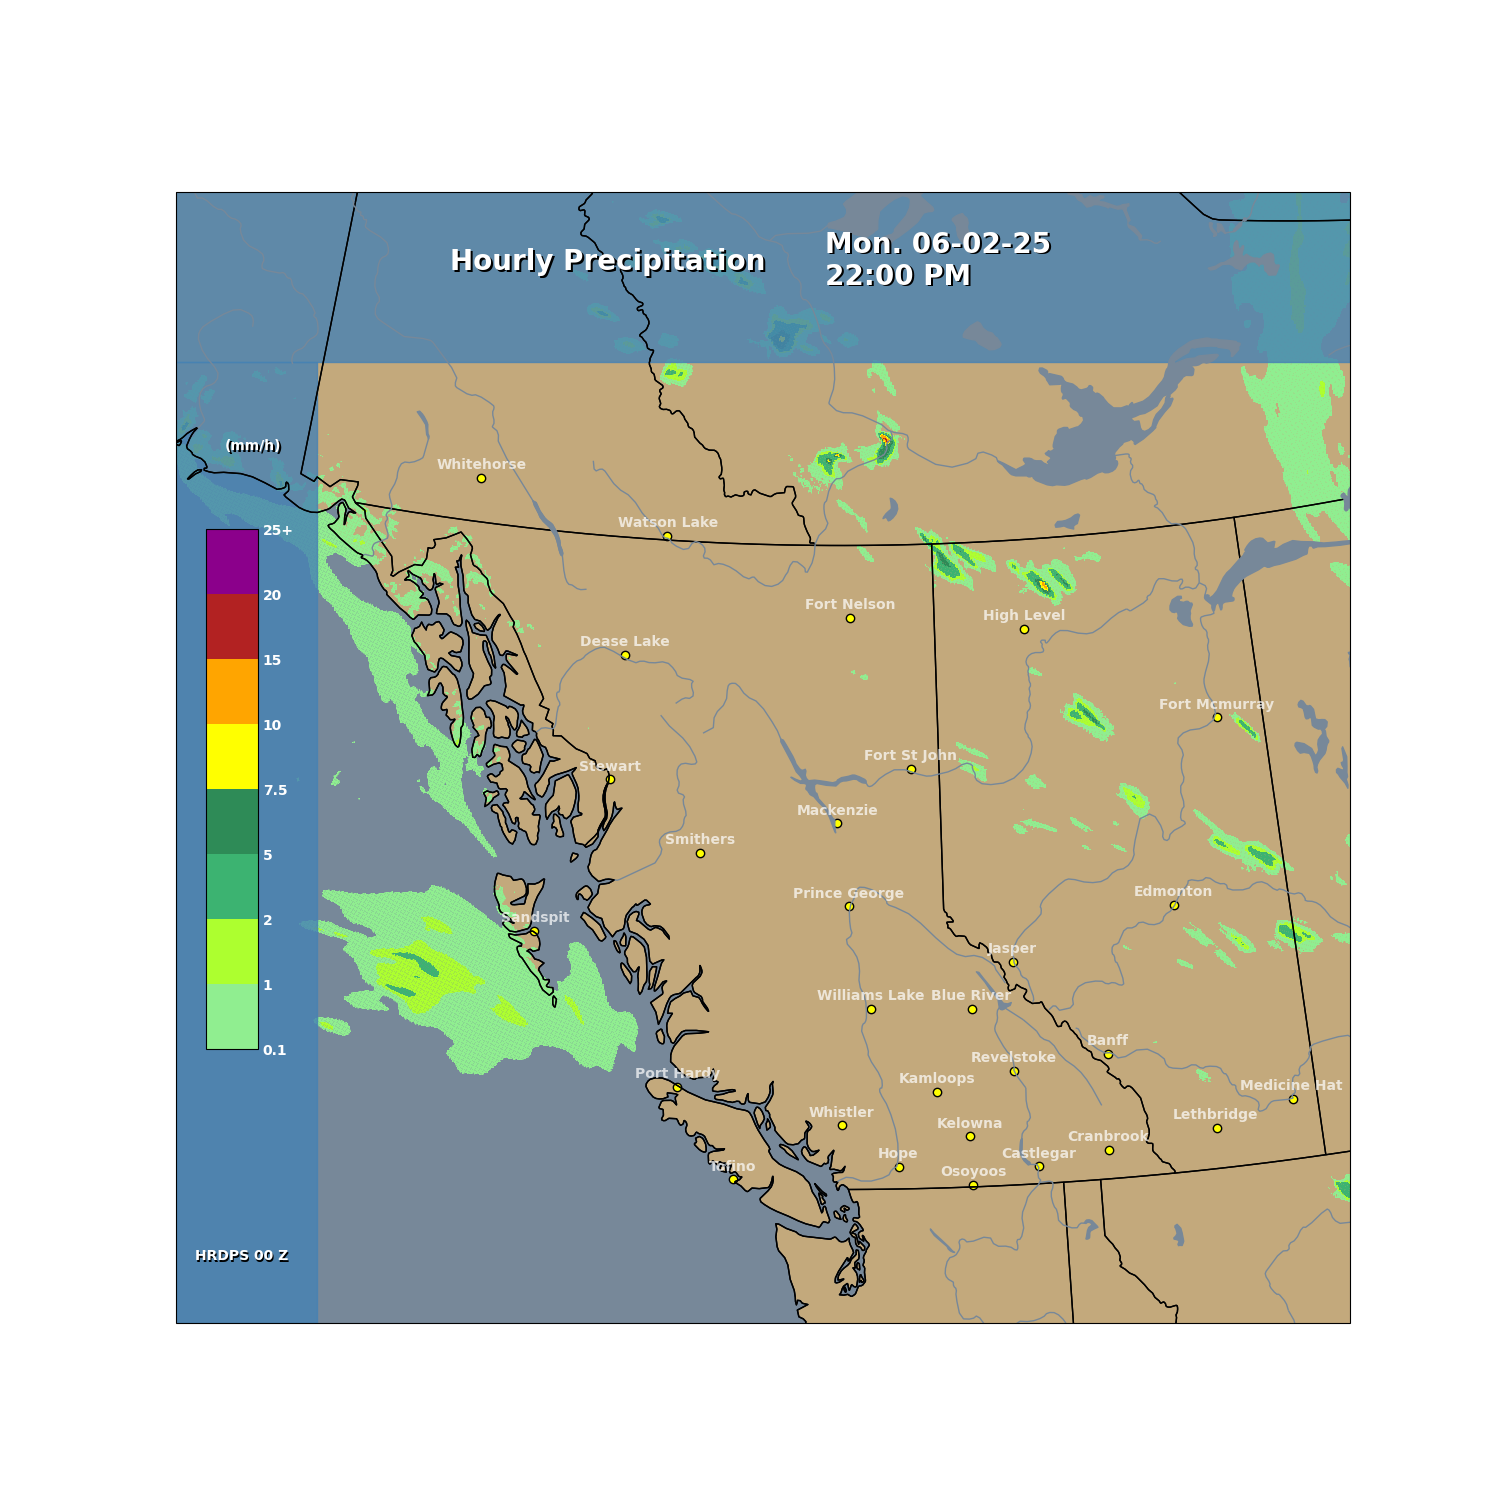 Hourly Precipitation
Mon. 06-02-25
22:00 PM
(mm/h)
Whitehorse
25+
Watson Lake
20
Fort Nelson
High Level
Dease Lake
15
Fort Mcmurray
10
Fort St John
Stewart
7.5
Mackenzie
Smithers
5
Prince George
Edmonton
2
Sandspit
Jasper
1
Williams Lake
Blue River
Banff
0.1
Revelstoke
Port Hardy
Kamloops
Medicine Hat
Whistler
Lethbridge
Kelowna
Cranbrook
Hope
Castlegar
Tofino
Osoyoos
HRDPS 00 Z